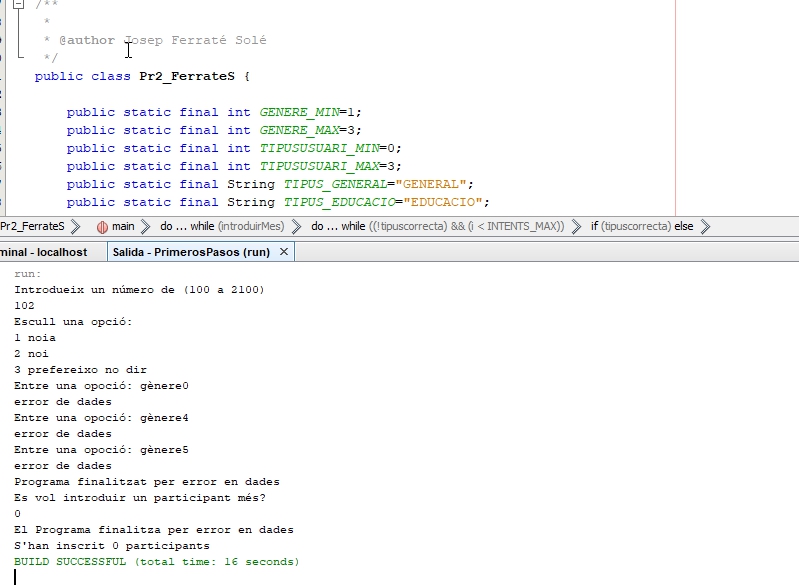 /**
*
* @author Josep Ferraté Solé
*/
public class Pr2_FerrateS {
public static final int GENERE_MIN=1;
public static final int GENERE_MAX=3;
public static final int TIPUSUSUARI_MIN=0;
public static final int TIPUSUSUARI_MAX=3;
public static final String TIPUS_GENERAL="GENERAL";
public static final String TIPUS_EDUCACIO="EDUCACIO";
Pr2_FerrateS main do ... while (introduirMes) do ... while ((!tipuscorrecta) && (i < INTENTS_MAX)) if (tipuscorrecta) else
minal - localhost Salida - PrimerosPasos (run) ×
run:
Introdueix un número de (100 a 2100)
102
Escull una opció:
1 noia
2 noi
3 prefereixo no dir
Entre una opoció: gènere0
error de dades
Entre una opoció: gènere4
error de dades
Entre una opoció: gènere5
error de dades
Programa finalitzat per error en dades
Es vol introduir un participant més?
0
El Programa finalitza per error en dades
S'han inscrit 0 participants
BUILD SUCCESSFUL (total time: 16 seconds)